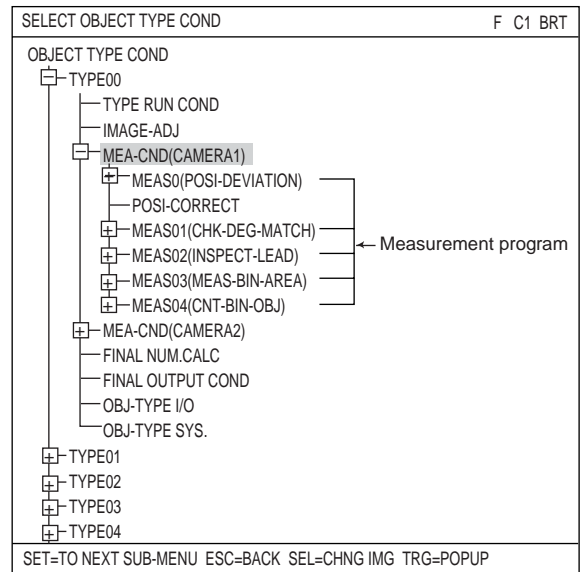 SELECT OBJECT TYPE COND F C1 BRT
OBJECT TYPE COND
TYPE00
TYPE RUN COND
IMAGE-ADJ
MEA-CND(CAMERA1)
MEAS0(POSI-DEVIATION)
POSI-CORRECT
MEAS01(CHK-DEG-MATCH)
Measurement program
MEAS02(INSPECT-LEAD)
MEAS03(MEAS-BIN-AREA)
MEAS04(CNT-BIN-OBJ)
MEA-CND(CAMERA2)
FINAL NUM.CALC
FINAL OUTPUT COND
OBJ-TYPE I/O
OBJ-TYPE SYS.
TYPE01
TYPE02
TYPE03
TYPE04
SET=TO NEXT SUB-MENU ESC=BACK SEL=CHNG IMG TRG=POPUP